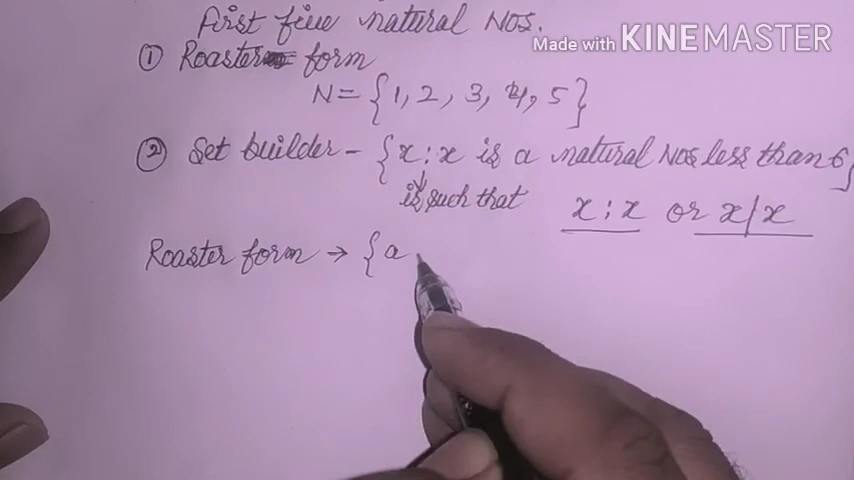 First five natural NOS.
Made with KINEMASTER
① Roaster form
N = {1, 2, 3, 4, 5}
② Set builder - {x : x is a natural NOS less than 6}
is such that
x : x or x / x
Roaster form → {a